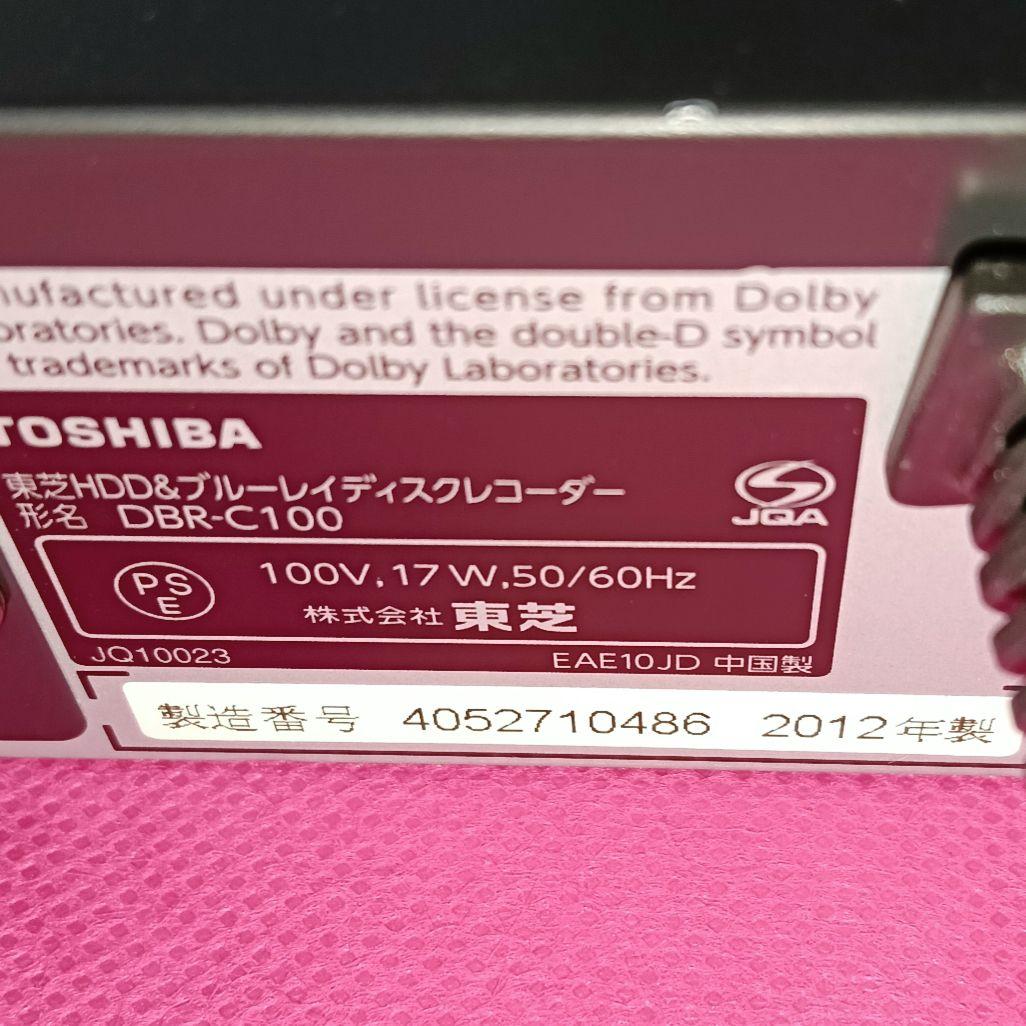 nufactured under license from Dolby
oratories. Dolby and the double-D symbol
trademarks of Dolby Laboratories.
TOSHIBA
東芝HDD&ブルーレイディスクレコーダー
形名 DBR-C100
JQA
PSE
100V,17W,50/60Hz
株式会社 東芝
JQ10023 EAE10JD 中国製
製造番号 4052710486 2012年製